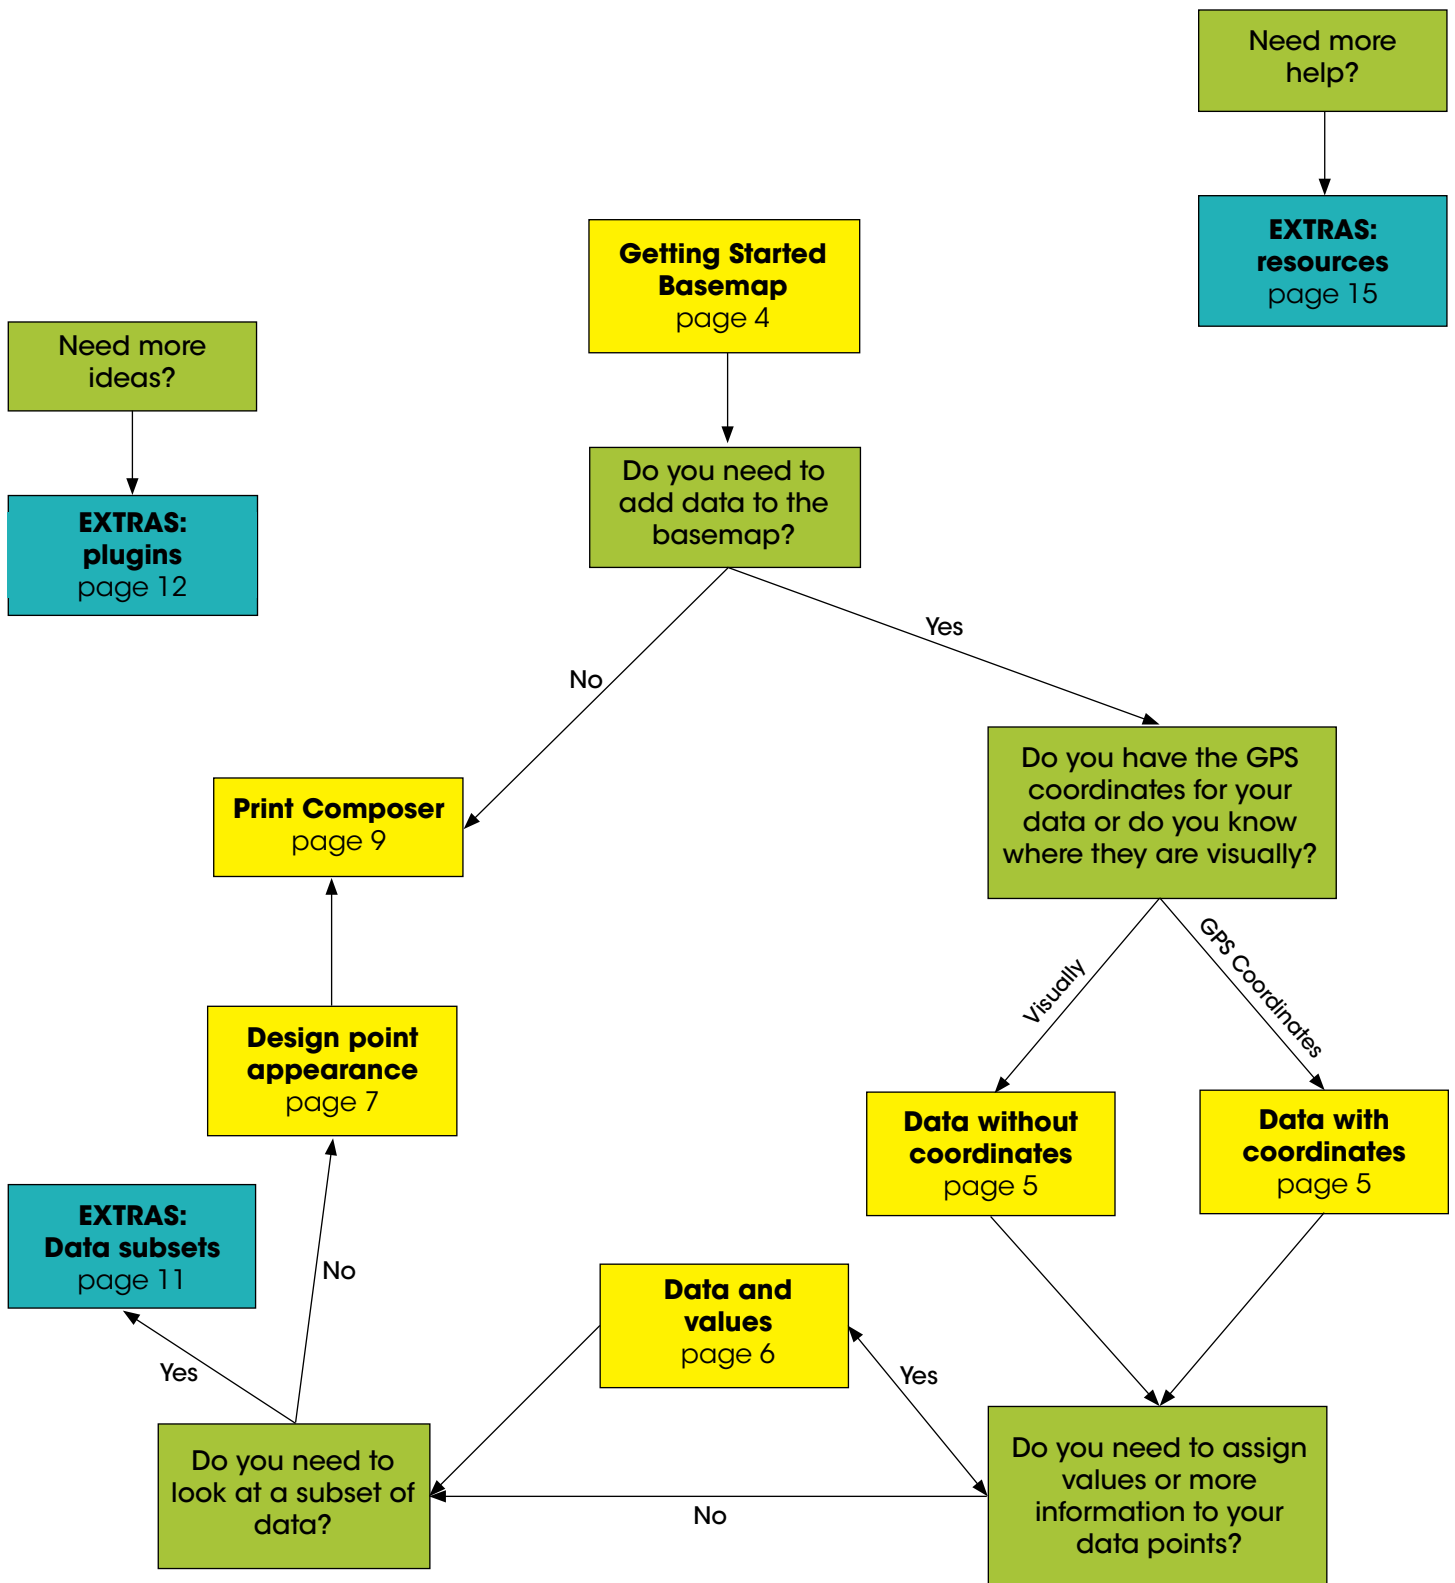 Need more
help?
EXTRAS:
resources
page 15
Getting Started
Basemap
page 4
Need more
ideas?
EXTRAS:
plugins
page 12
Do you need to
add data to the
basemap?
Yes
No
Do you have the GPS
coordinates for your
data or do you know
where they are visually?
Print Composer
page 9
Visually
GPS Coordinates
Design point
appearance
page 7
Data without
coordinates
page 5
Data with
coordinates
page 5
EXTRAS:
Data subsets
page 11
No
Yes
Data and
values
page 6
Yes
Do you need to
look at a subset of
data?
No
Do you need to assign
values or more
information to your
data points?